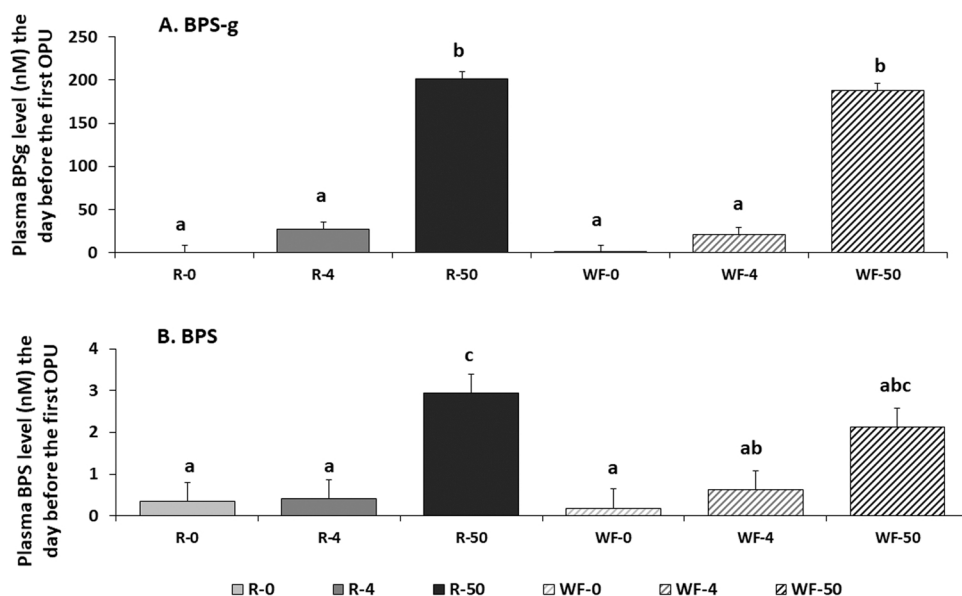 A. BPS-g
Plasma BPSg level (nM) the
day before the first OPU
250
200
150
100
50
0
a
a
b
a
a
b
R-0
R-4
R-50
WF-0
WF-4
WF-50
B. BPS
Plasma BPS level (nM) the
day before the first OPU
4
3
2
1
0
a
a
c
a
ab
abc
R-0
R-4
R-50
WF-0
WF-4
WF-50
R-0 R-4 R-50 WF-0 WF-4 WF-50